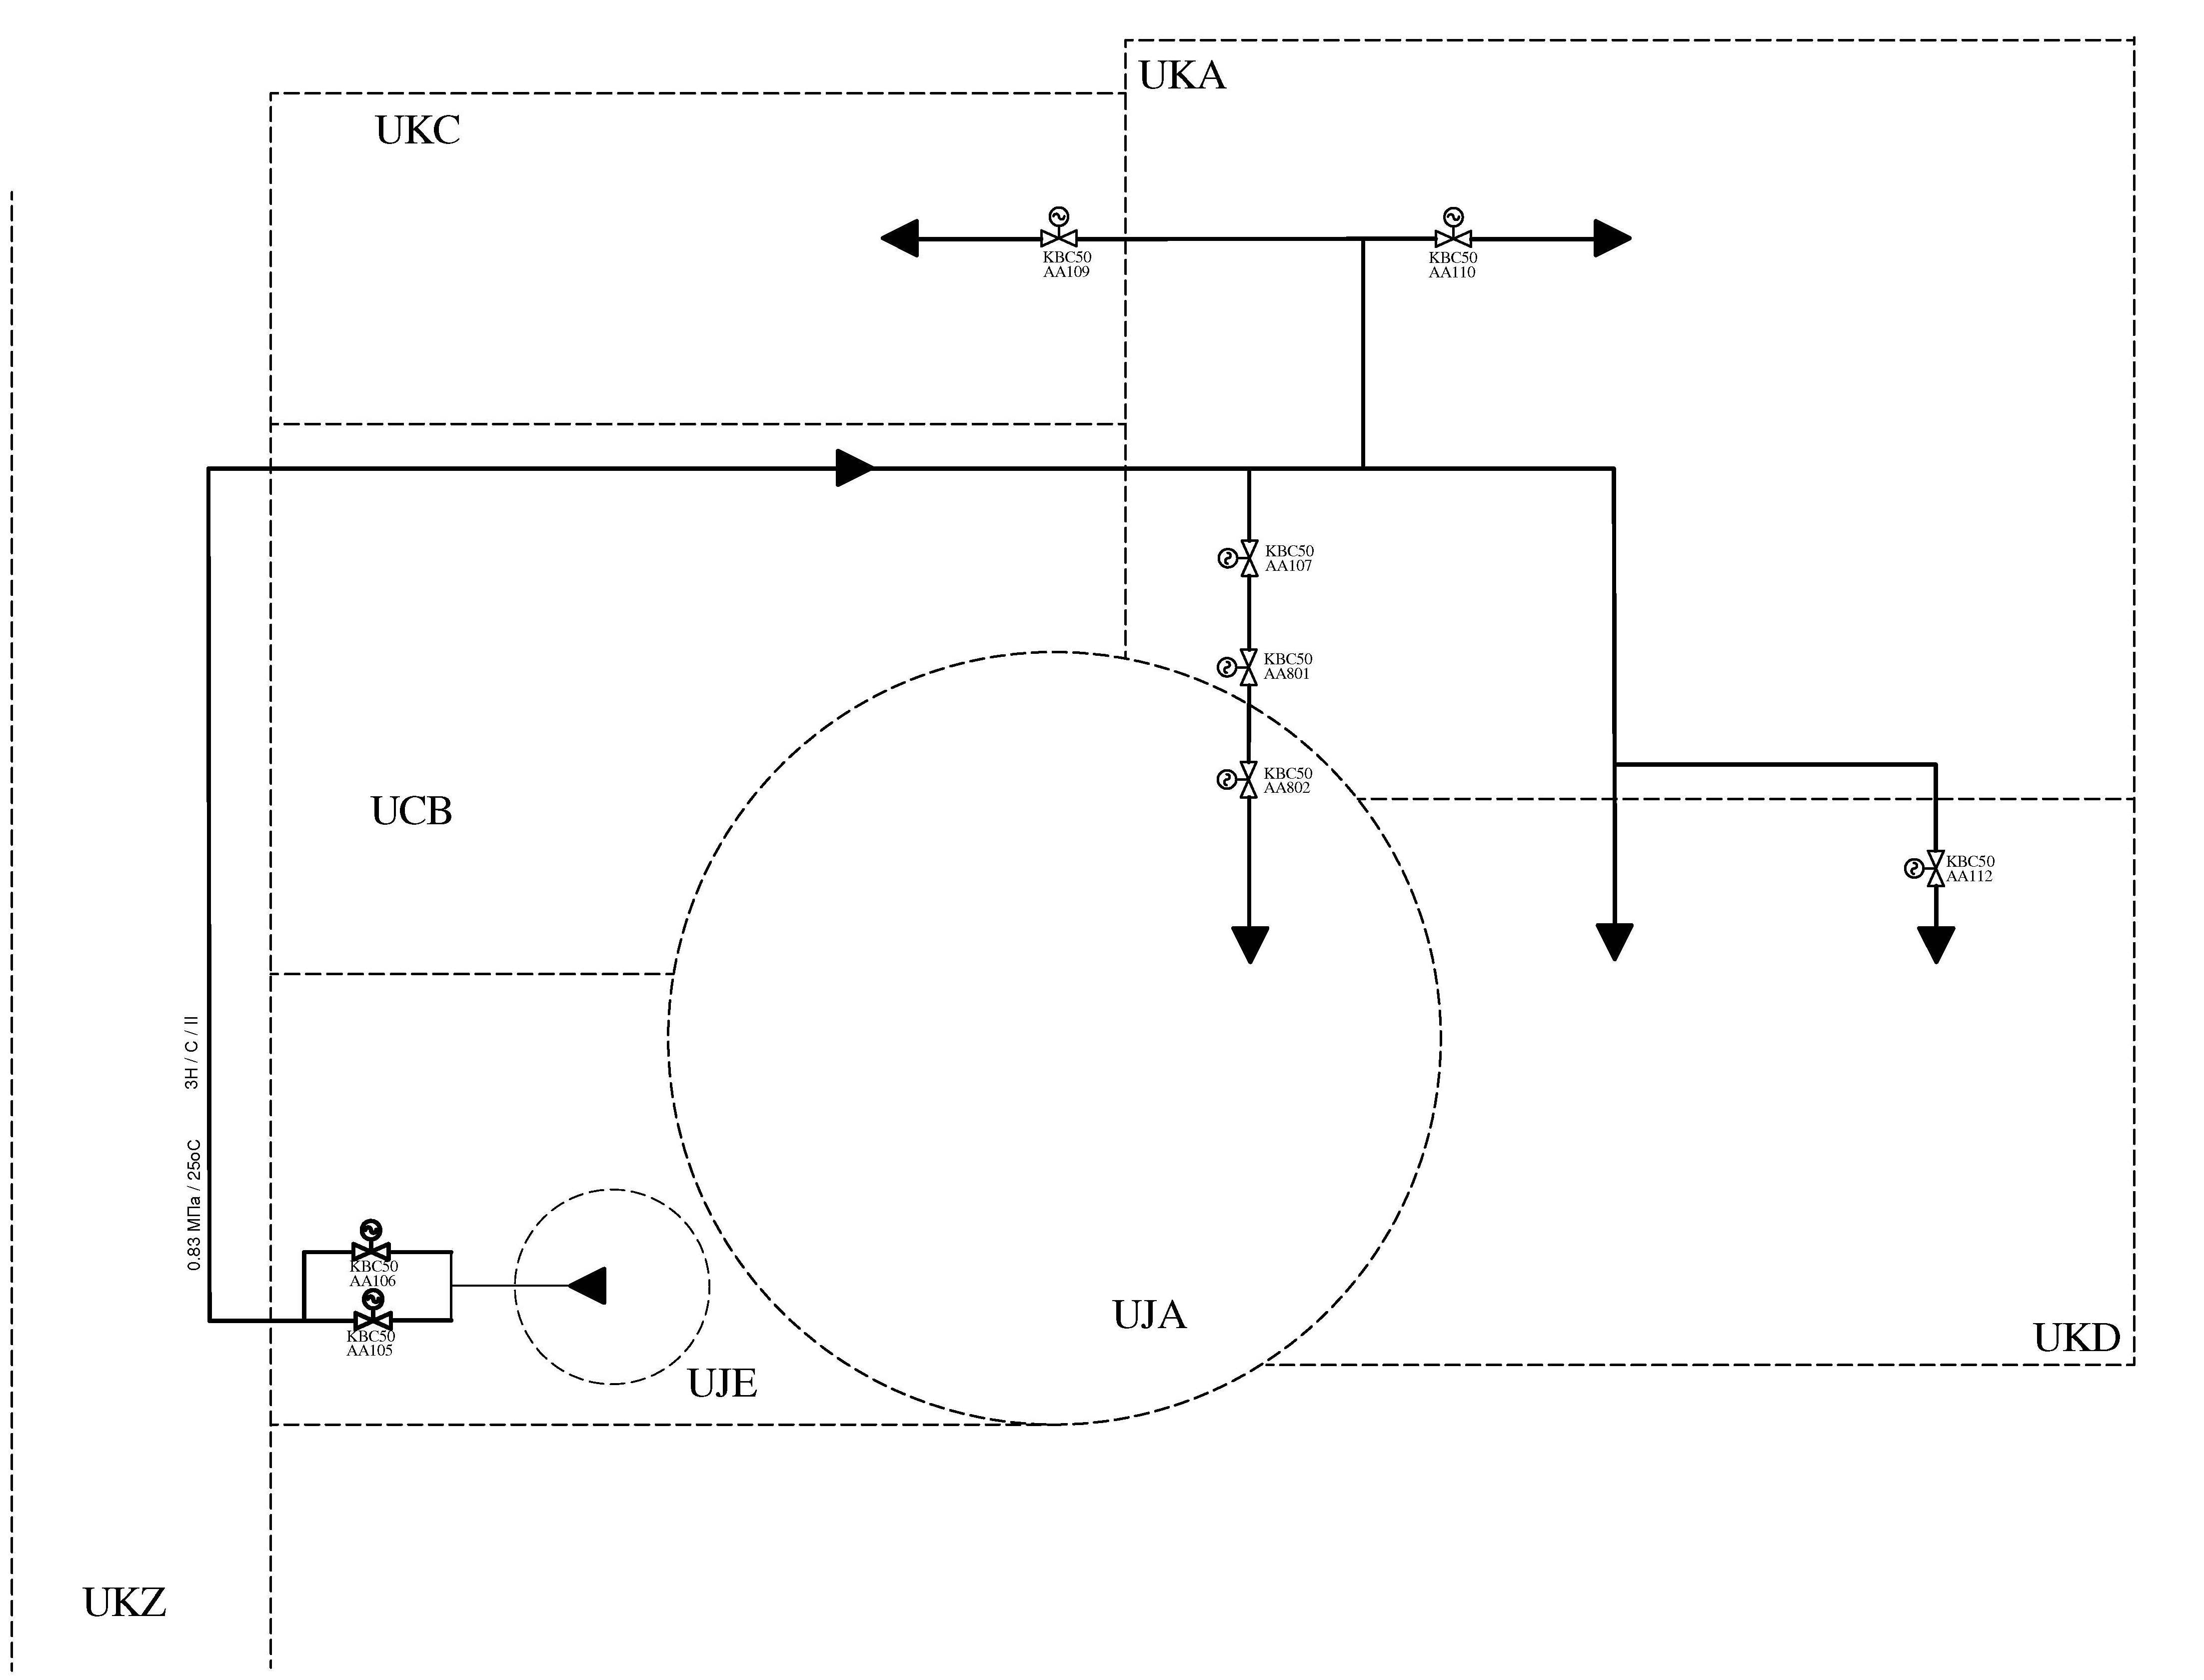 UKA
UKC
KBC50
AA109
KBC50
AA110
KBC50
AA107
KBC50
AA801
KBC50
AA802
UCB
KBC50
AA112
0.83 МПа / 25oC 3Н / С / II
KBC50
AA106
KBC50
AA105
UJA
UKD
UJE
UKZ